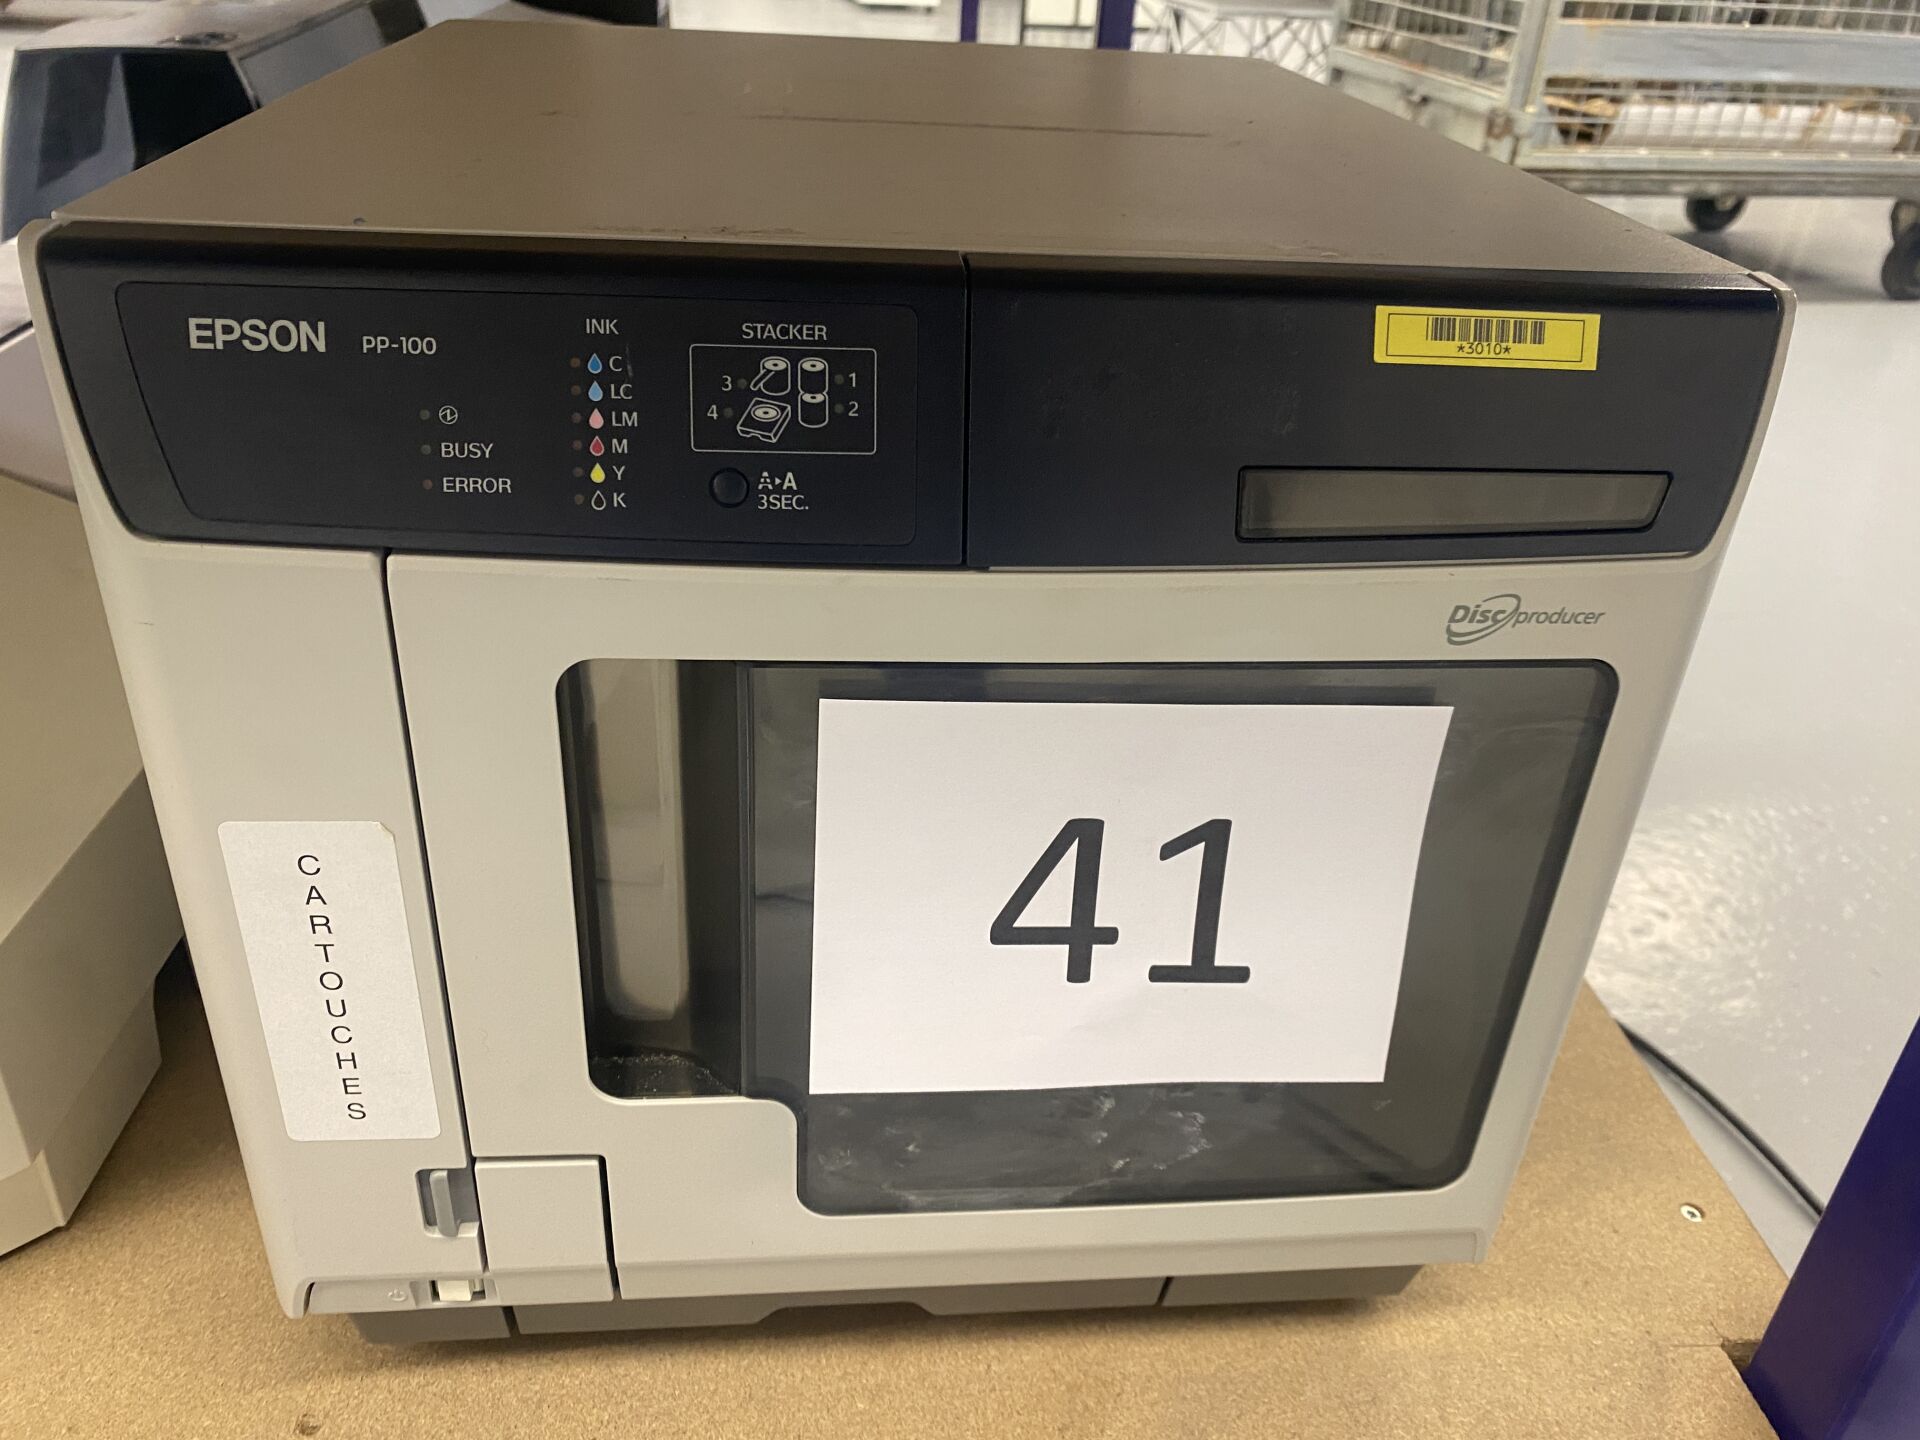 EPSON PP-100
BUSY
ERROR
INK
C
LC
LM
M
Y
K
STACKER
3
1
4
2
A▸A
3SEC.
*3010*
Disc producer
41
CARTOUCHES